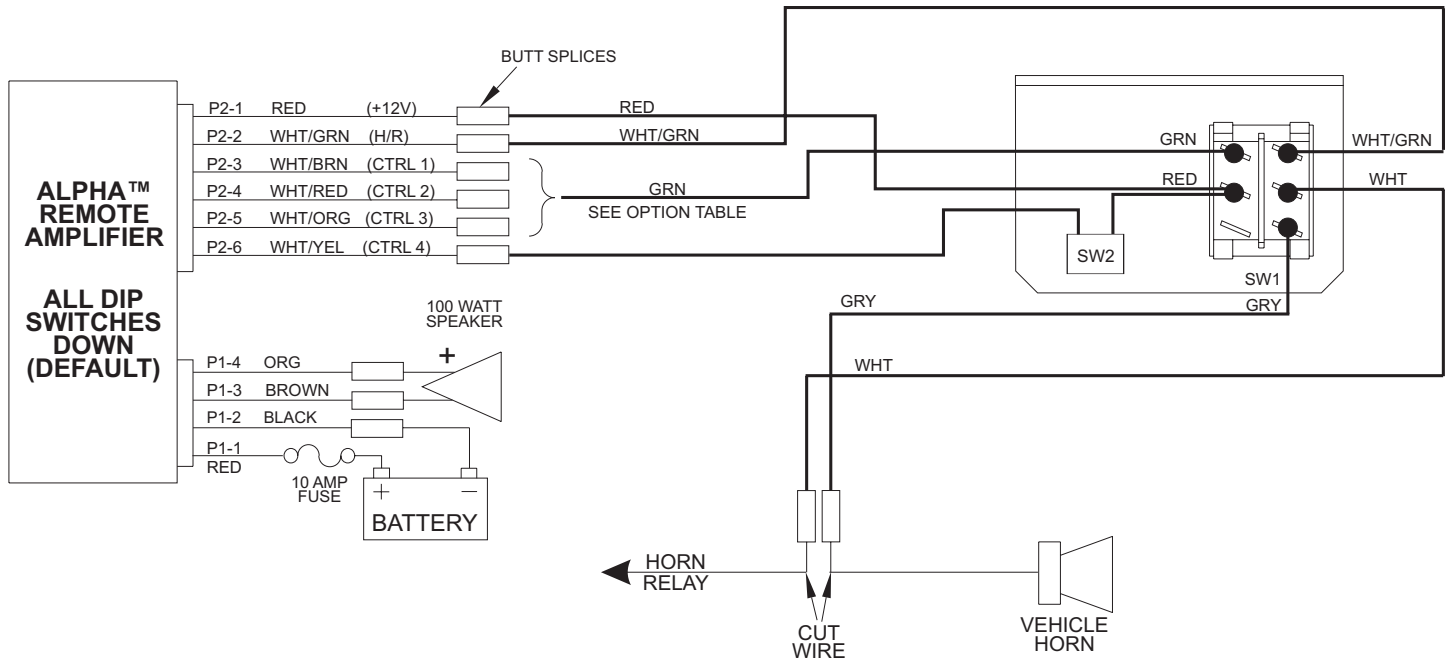 BUTT SPLICES
P2-1 RED (+12V)
RED
P2-2 WHT/GRN (H/R)
WHT/GRN
P2-3 WHT/BRN (CTRL 1)
P2-4 WHT/RED (CTRL 2)
P2-5 WHT/ORG (CTRL 3)
P2-6 WHT/YEL (CTRL 4)
GRN
SEE OPTION TABLE
ALPHA™
REMOTE
AMPLIFIER
ALL DIP
SWITCHES
DOWN
(DEFAULT)
GRN
WHT/GRN
RED
WHT
SW2
SW1
GRY
GRY
WHT
100 WATT
SPEAKER
+
P1-4 ORG
P1-3 BROWN
P1-2 BLACK
P1-1
RED
10 AMP
FUSE
+ –
BATTERY
HORN
RELAY
CUT
WIRE
VEHICLE
HORN